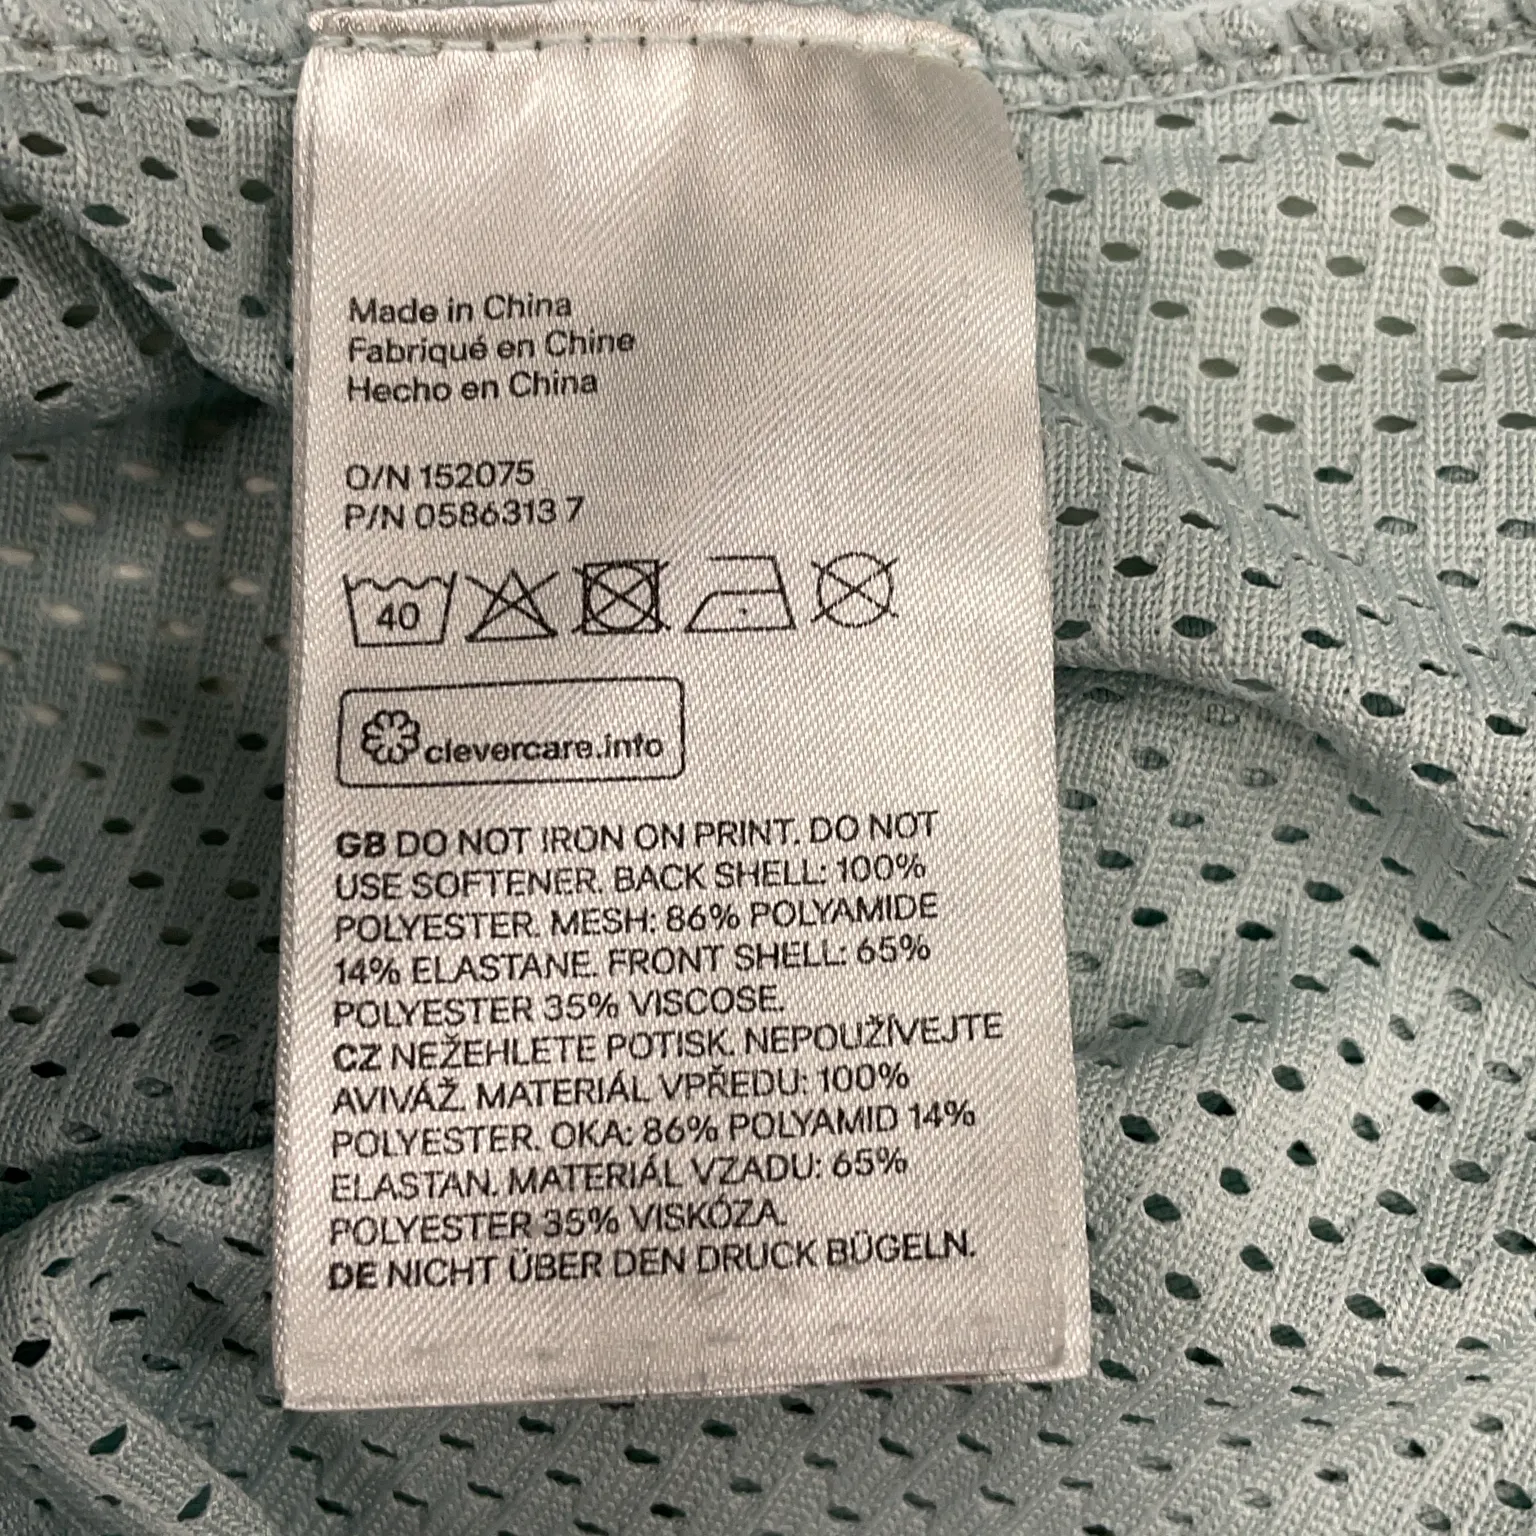 Made in China
Fabriqué en Chine
Hecho en China
O/N 152075
P/N 0586313 7
40
clevercare.info
GB DO NOT IRON ON PRINT. DO NOT
USE SOFTENER. BACK SHELL: 100%
POLYESTER. MESH: 86% POLYAMIDE
14% ELASTANE. FRONT SHELL: 65%
POLYESTER 35% VISCOSE.
CZ NEŽEHLETE POTISK. NEPOUŽÍVEJTE
AVIVÁŽ. MATERIÁL VPŘEDU: 100%
POLYESTER. OKA: 86% POLYAMID 14%
ELASTAN. MATERIÁL VZADU: 65%
POLYESTER 35% VISKÓZA.
DE NICHT ÜBER DEN DRUCK BÜGELN.